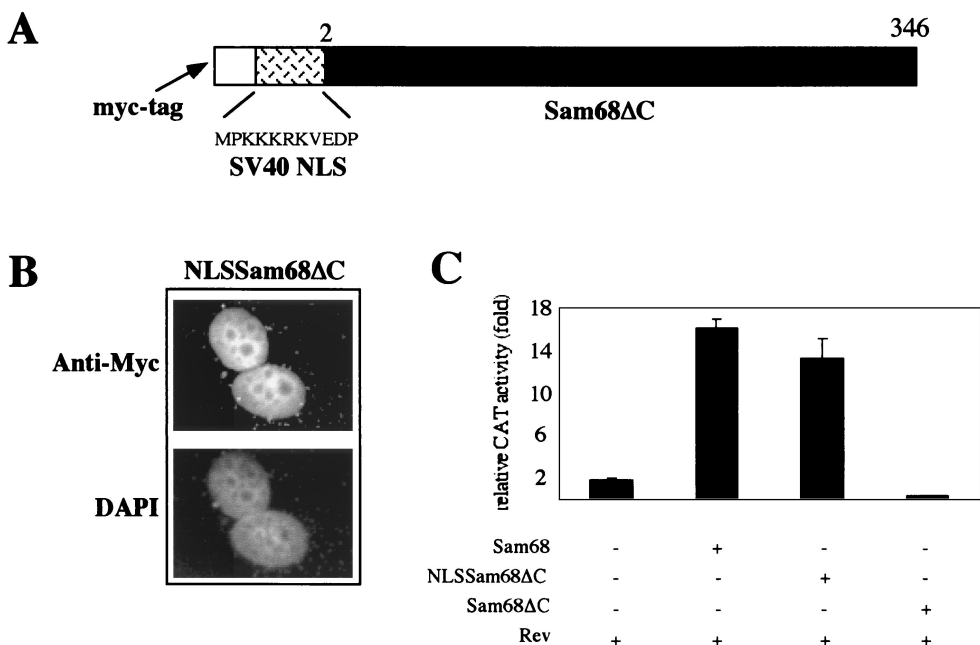 A
2
346
myc-tag
Sam68ΔC
MPKKKRKVEDP
SV40 NLS
B
NLSSam68ΔC
Anti-Myc
DAPI
C
relative CAT activity (fold)
18
14
10
6
2
Sam68 - + - -
NLSSam68ΔC - - + -
Sam68ΔC - - - +
Rev + + + +